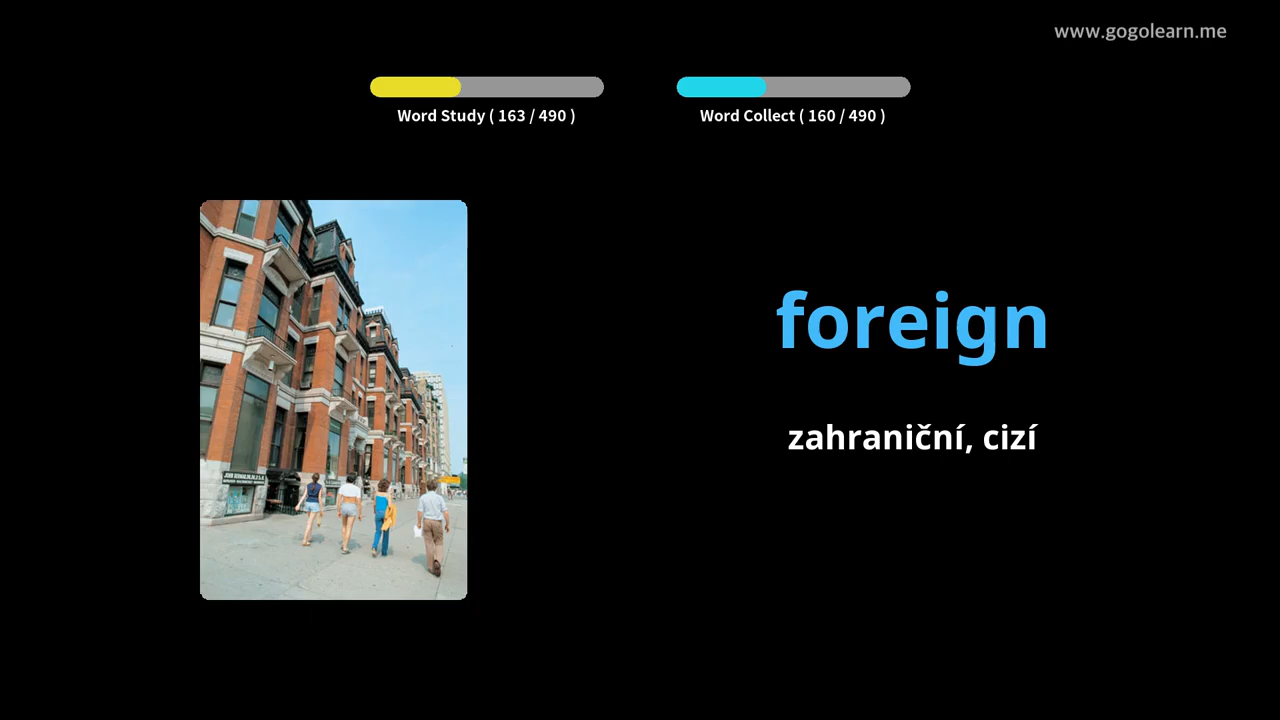 www.gogolearn.me
Word Study ( 163 / 490 )
Word Collect ( 160 / 490 )
foreign
zahraniční, cizí